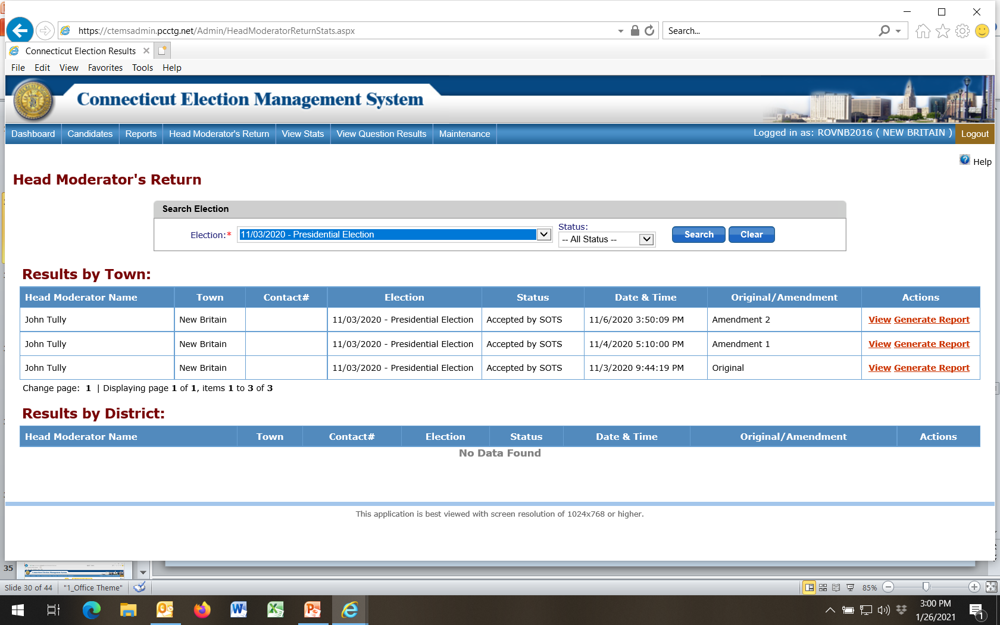 https://ctemsadmin.pcctg.net/Admin/HeadModeratorReturnStats.aspx
Search...
Connecticut Election Results
File Edit View Favorites Tools Help
Connecticut Election Management System
Dashboard Candidates Reports Head Moderator's Return View Stats View Question Results Maintenance Logged in as: ROVNB2016 ( NEW BRITAIN ) Logout
Help
Head Moderator's Return
Search Election
Election:* 11/03/2020 - Presidential Election
Status:
-- All Status --
Search Clear
Results by Town:
Head Moderator Name Town Contact# Election Status Date & Time Original/Amendment Actions
John Tully New Britain 11/03/2020 - Presidential Election Accepted by SOTS 11/6/2020 3:50:09 PM Amendment 2 View Generate Report
John Tully New Britain 11/03/2020 - Presidential Election Accepted by SOTS 11/4/2020 5:10:00 PM Amendment 1 View Generate Report
John Tully New Britain 11/03/2020 - Presidential Election Accepted by SOTS 11/3/2020 9:44:19 PM Original View Generate Report
Change page: 1 | Displaying page 1 of 1, items 1 to 3 of 3
Results by District:
Head Moderator Name Town Contact# Election Status Date & Time Original/Amendment Actions
No Data Found
This application is best viewed with screen resolution of 1024x768 or higher.
35
Slide 30 of 44 "1_Office Theme" 85%
3:00 PM
1/26/2021
1